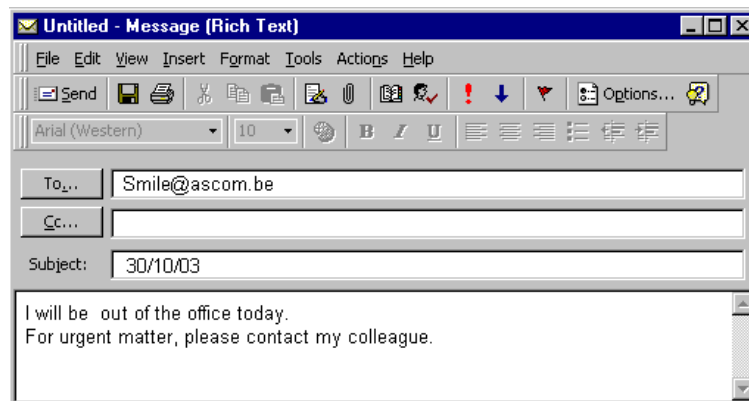 Untitled - Message (Rich Text)
File Edit View Insert Format Tools Actions Help
Send Options...
Arial (Western) 10 B I U
To... Smile@ascom.be
Cc...
Subject: 30/10/03
I will be out of the office today.
For urgent matter, please contact my colleague.